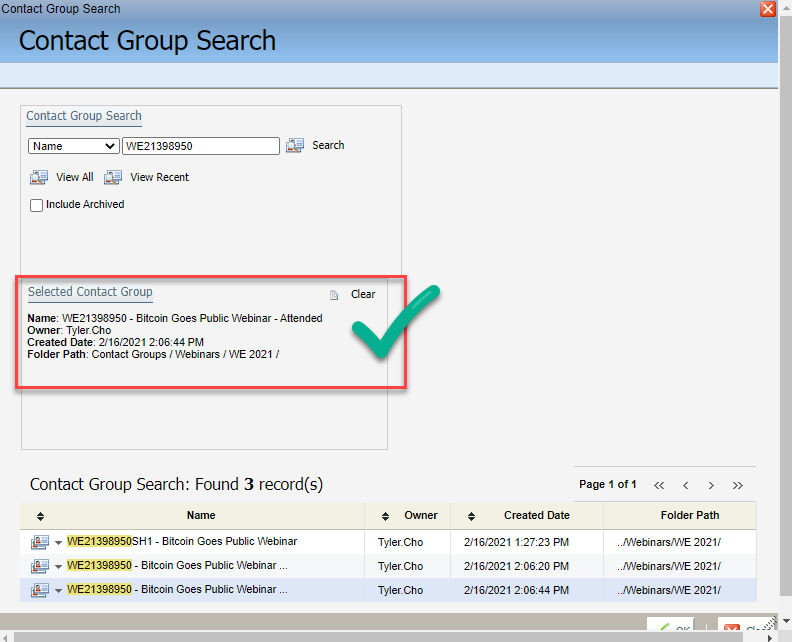 Contact Group Search
Contact Group Search
Contact Group Search
Name WE21398950 Search
View All View Recent
Include Archived
Selected Contact Group Clear
Name: WE21398950 - Bitcoin Goes Public Webinar - Attended
Owner: Tyler.Cho
Created Date: 2/16/2021 2:06:44 PM
Folder Path: Contact Groups / Webinars / WE 2021 /
Contact Group Search: Found 3 record(s) Page 1 of 1
Name Owner Created Date Folder Path
WE21398950SH1 - Bitcoin Goes Public Webinar Tyler.Cho 2/16/2021 1:27:23 PM ../Webinars/WE 2021/
WE21398950 - Bitcoin Goes Public Webinar ... Tyler.Cho 2/16/2021 2:06:20 PM ../Webinars/WE 2021/
WE21398950 - Bitcoin Goes Public Webinar ... Tyler.Cho 2/16/2021 2:06:44 PM ../Webinars/WE 2021/
OK